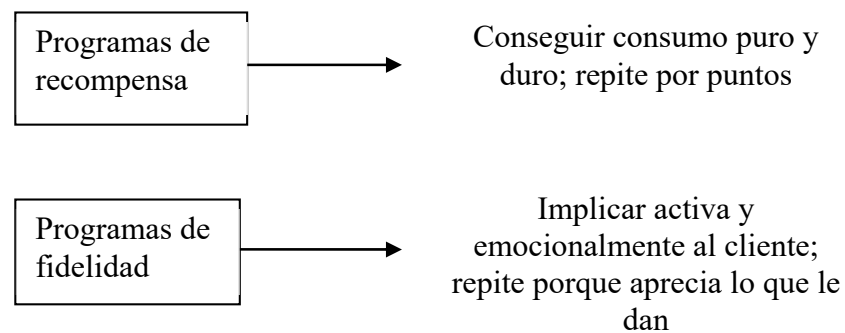 Programas de
recompensa
Conseguir consumo puro y
duro; repite por puntos
Programas de
fidelidad
Implicar activa y
emocionalmente al cliente;
repite porque aprecia lo que le
dan